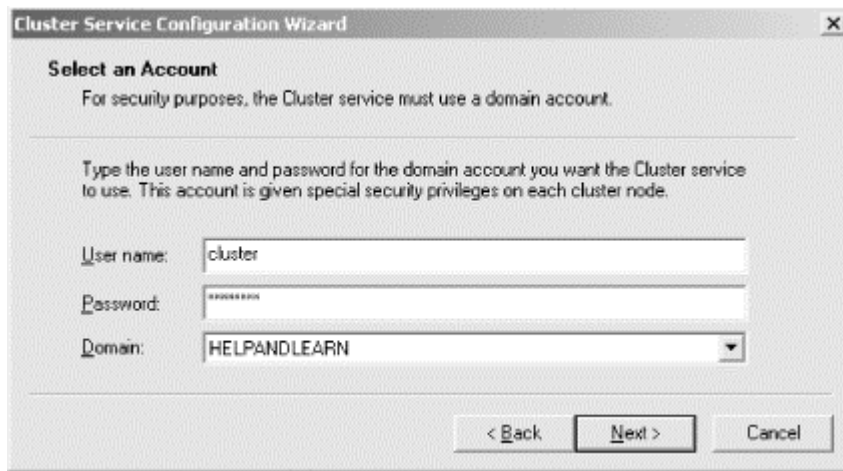 Cluster Service Configuration Wizard
Select an Account
For security purposes, the Cluster service must use a domain account.
Type the user name and password for the domain account you want the Cluster service
to use. This account is given special security privileges on each cluster node.
User name: cluster
Password: *********
Domain: HELPANDLEARN
< Back Next > Cancel